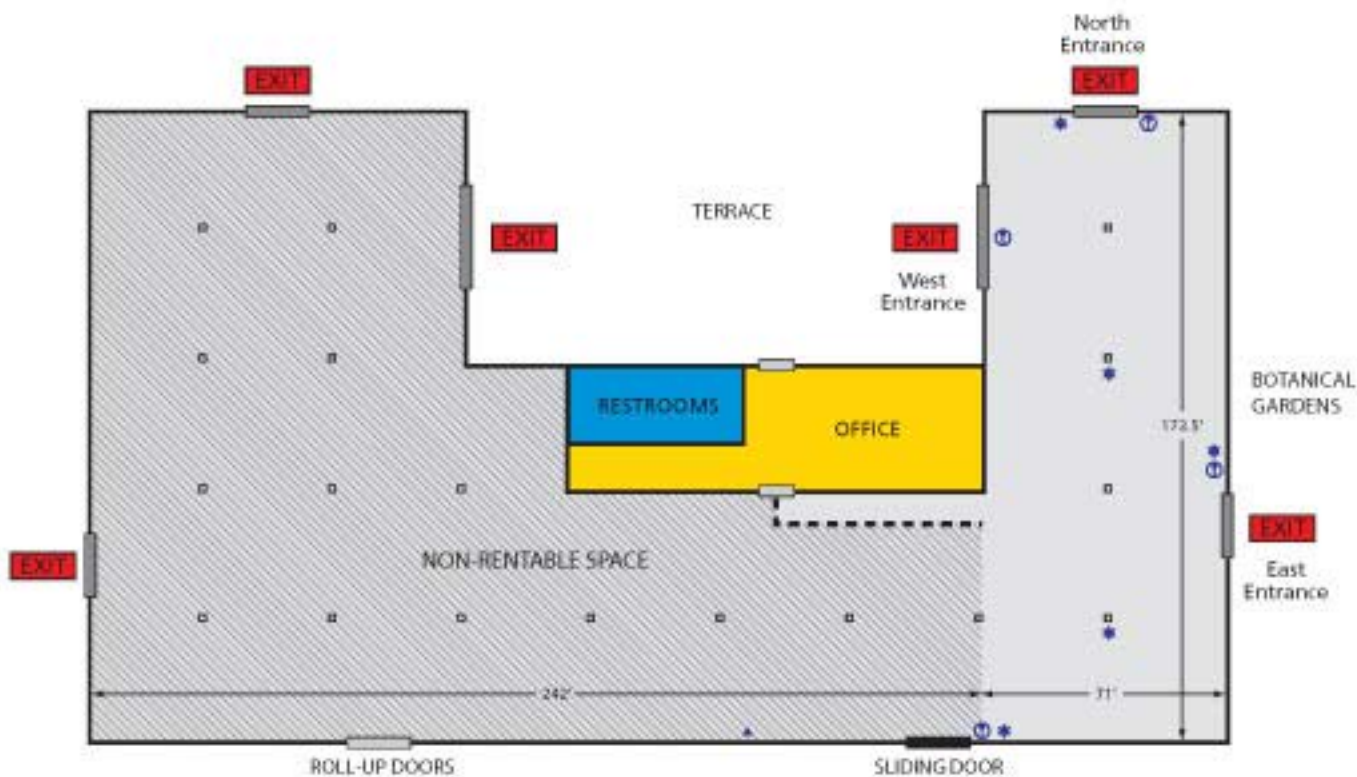 North
Entrance
EXIT
EXIT
TERRACE
EXIT
EXIT
West
Entrance
RESTROOMS
OFFICE
BOTANICAL
GARDENS
173.5'
NON-RENTABLE SPACE
EXIT
EXIT
East
Entrance
242'
71'
ROLL-UP DOORS
SLIDING DOOR